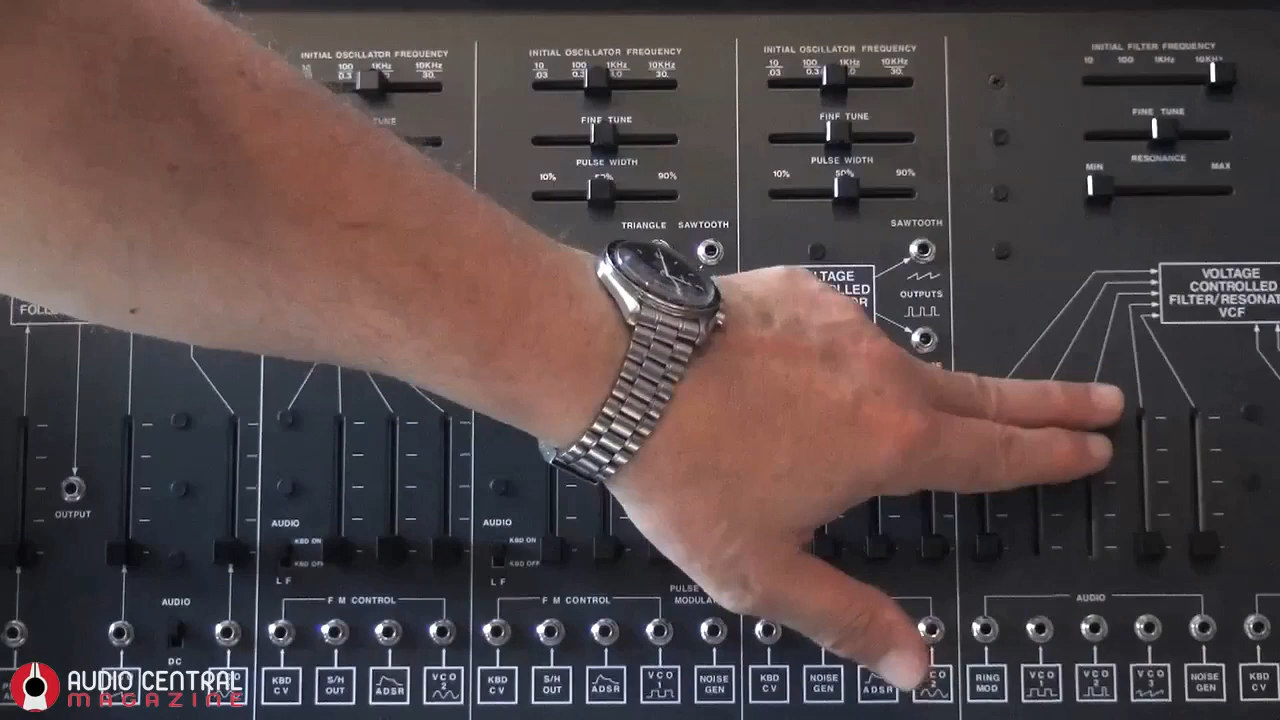 INITIAL OSCILLATOR FREQUENCY
100 1KHz 10KHz
0.3 30.
INITIAL OSCILLATOR FREQUENCY
10 100 1KHz 10KHz
.03 0.3 1.0 30.
FINE TUNE
PULSE WIDTH
10% 50% 90%
TRIANGLE SAWTOOTH
INITIAL OSCILLATOR FREQUENCY
10 100 1KHz 10KHz
.03 0.3 30.
FINE TUNE
PULSE WIDTH
10% 50% 90%
SAWTOOTH
OUTPUTS
INITIAL FILTER FREQUENCY
10 100 1KHz 10KHz
FINE TUNE
RESONANCE
MIN MAX
VOLTAGE
CONTROLLED
FILTER/RESONAT
VCF
OUTPUT
AUDIO
DC
AUDIO
KBD ON
KBD OFF
L F
F M CONTROL
AUDIO
KBD ON
KBD OFF
L F
F M CONTROL
PULSE
AUDIO
KBD CV
S/H OUT
ADSR
VCO 2
KBD CV
S/H OUT
ADSR
VCO 1
NOISE GEN
KBD CV
NOISE GEN
ADSR
RING MOD
VCO 1
VCO 2
VCO 3
NOISE GEN
KBD CV
AUDIO CENTRAL
MAGAZINE